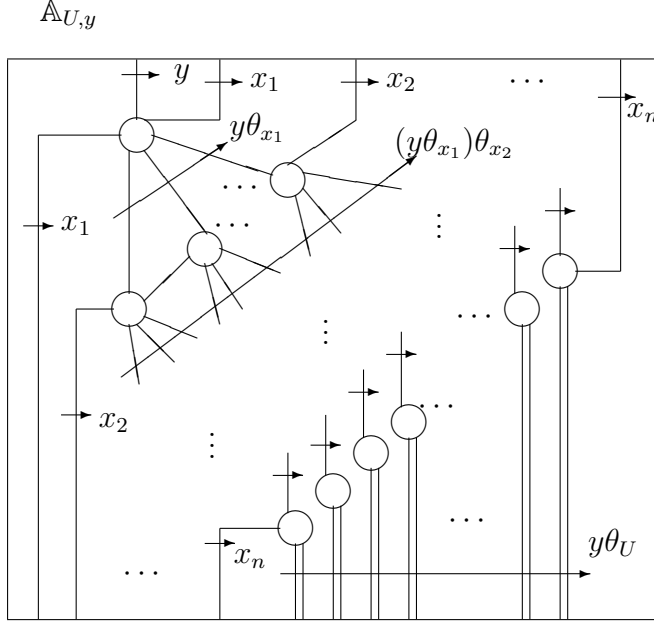 𝔸_{U,y}
y x_1 x_2 ⋯ x_n
yθ_{x_1} (yθ_{x_1})θ_{x_2}
⋯
x_1 ⋯ ⋮
⋯
⋮
x_2 ⋯
⋮
⋯
x_n yθ_U
⋯